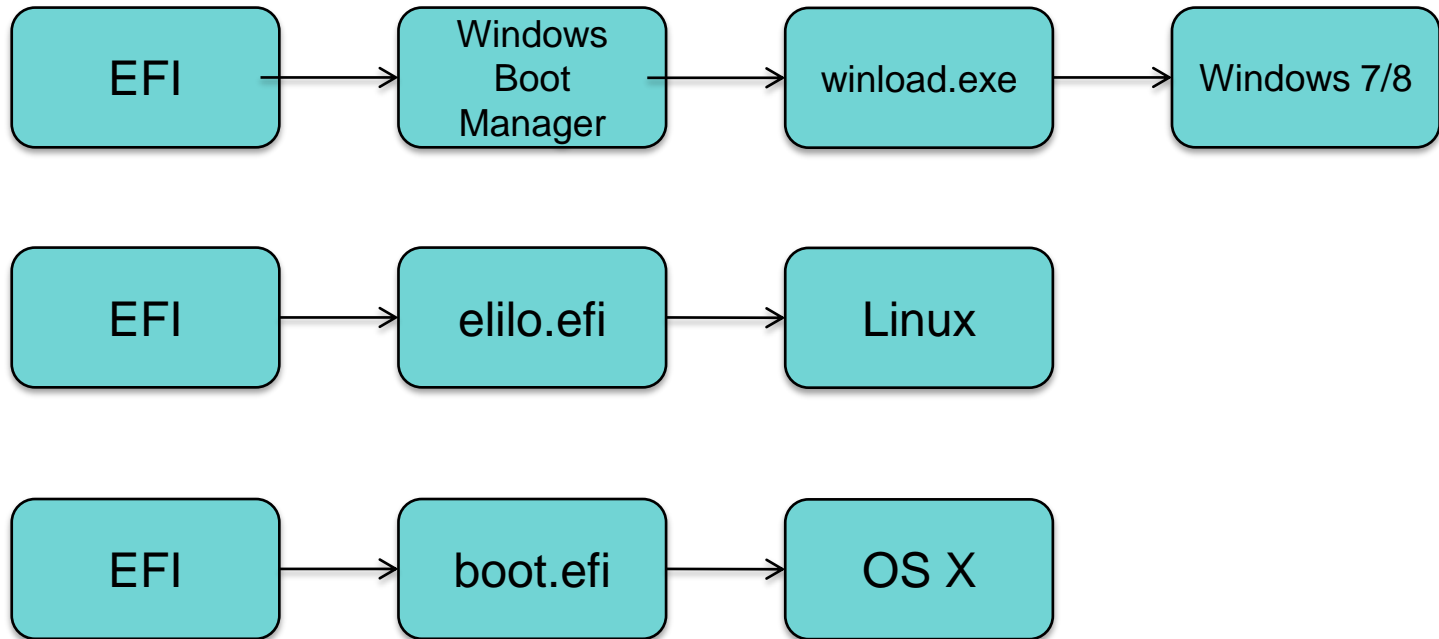 EFI
Windows
Boot
Manager
winload.exe
Windows 7/8
EFI
elilo.efi
Linux
EFI
boot.efi
OS X